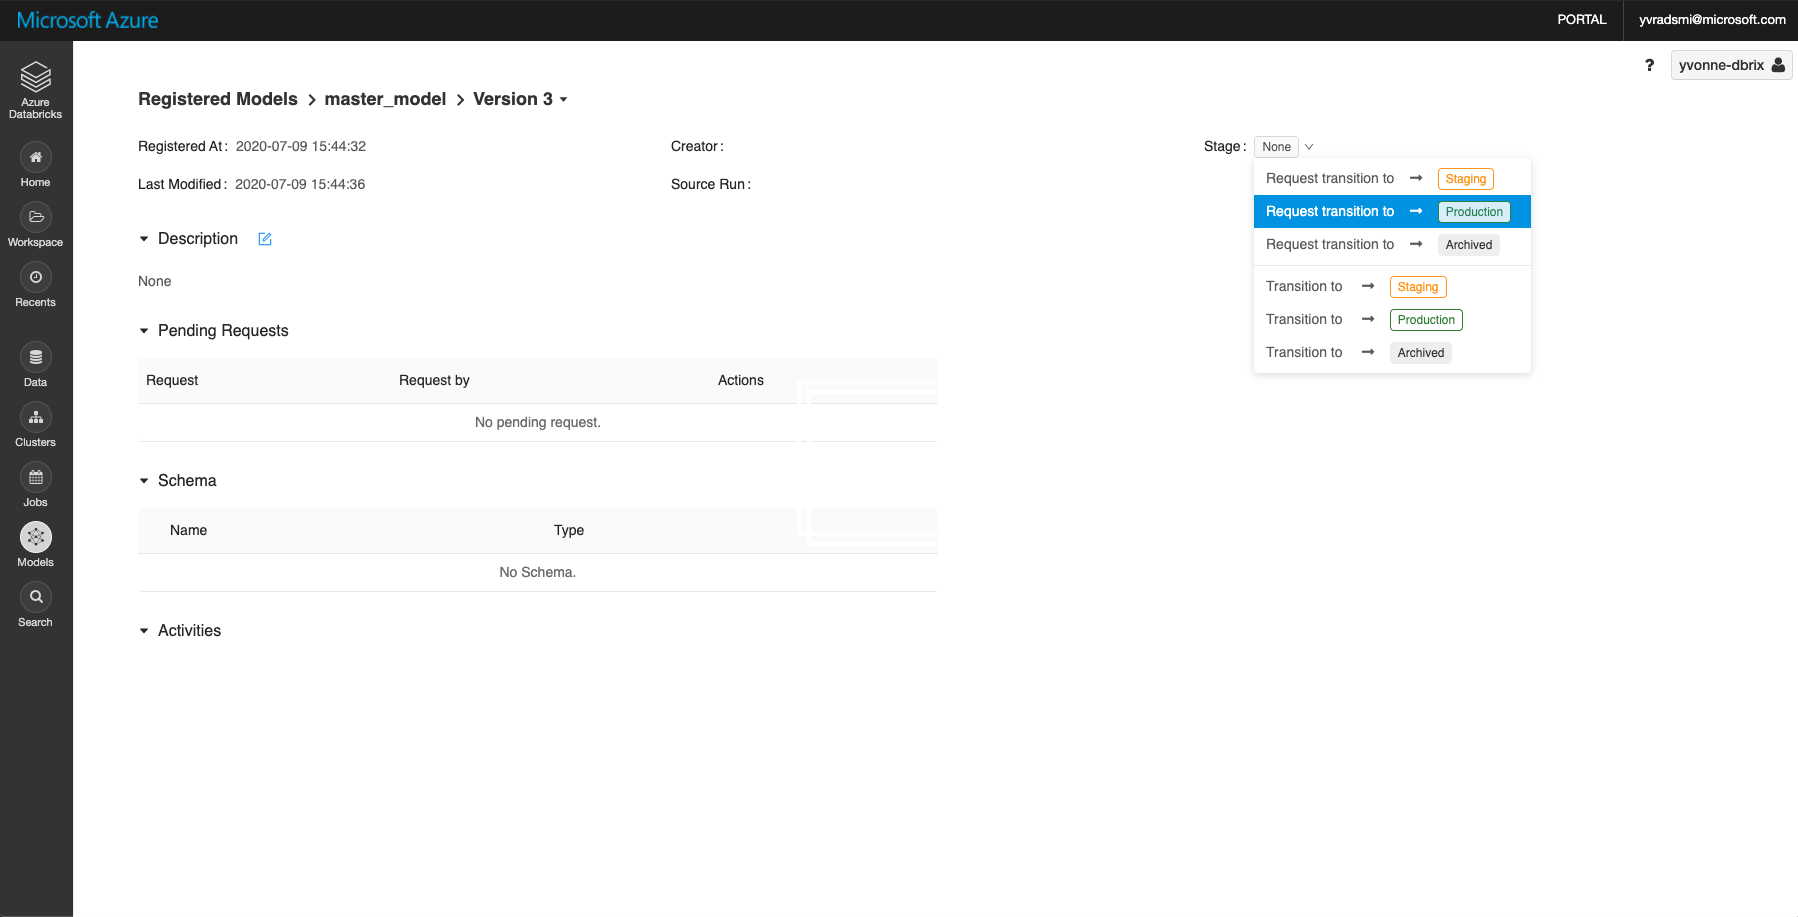 Microsoft Azure
PORTAL
yvradsmi@microsoft.com
?
yvonne-dbrix
Azure
Databricks
Home
Workspace
Recents
Data
Clusters
Jobs
Models
Search
Registered Models > master_model > Version 3
Registered At: 2020-07-09 15:44:32
Creator:
Stage: None
Last Modified: 2020-07-09 15:44:36
Source Run:
Request transition to → Staging
Request transition to → Production
Request transition to → Archived
Transition to → Staging
Transition to → Production
Transition to → Archived
Description
None
Pending Requests
Request Request by Actions
No pending request.
Schema
Name Type
No Schema.
Activities